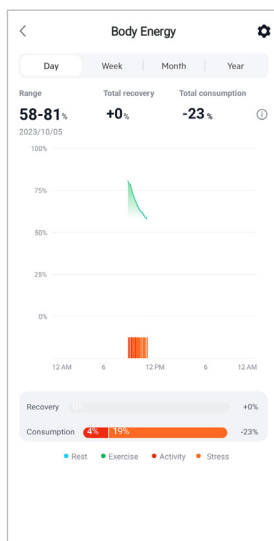 Body Energy
Day Week Month Year
Range Total recovery Total consumption
58-81% +0% -23%
2023/10/05
100%
75%
50%
25%
0%
12 AM 6 12 PM 6 12 AM
Recovery +0%
Consumption 4% 19% -23%
Rest Exercise Activity Stress